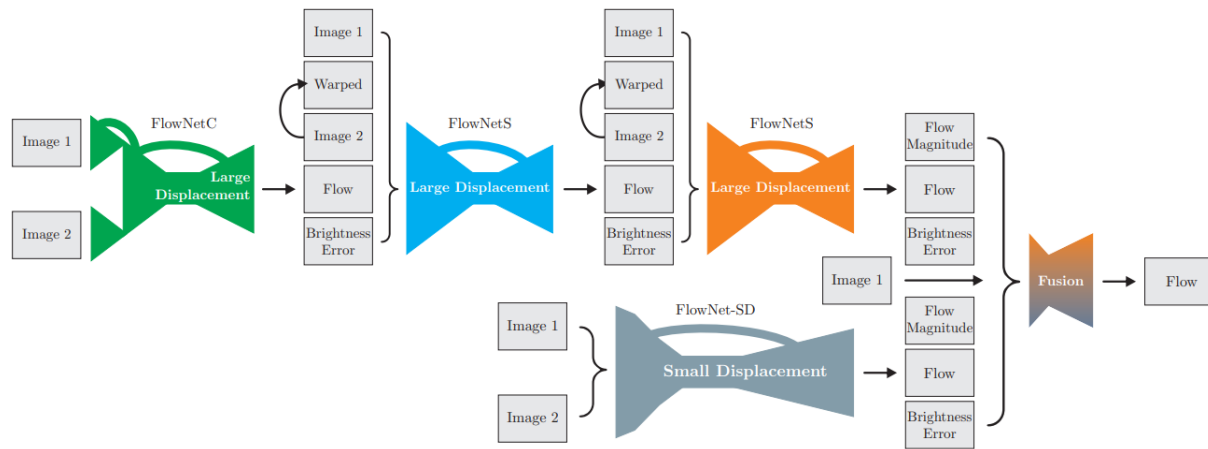 Image 1
Image 2
FlowNetC
Large
Displacement
Image 1
Warped
Image 2
Flow
Brightness
Error
FlowNetS
Large Displacement
Image 1
Warped
Image 2
Flow
Brightness
Error
FlowNetS
Large Displacement
Flow
Magnitude
Flow
Brightness
Error
Image 1
Image 1
Image 2
FlowNet-SD
Small Displacement
Flow
Magnitude
Flow
Brightness
Error
Fusion
Flow